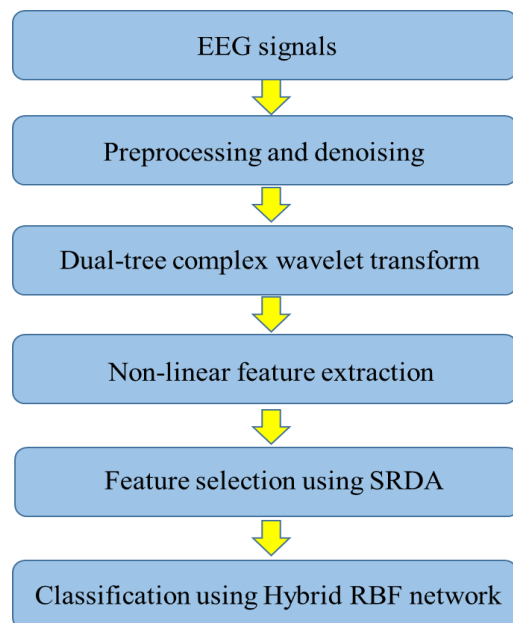 EEG signals
Preprocessing and denoising
Dual-tree complex wavelet transform
Non-linear feature extraction
Feature selection using SRDA
Classification using Hybrid RBF network